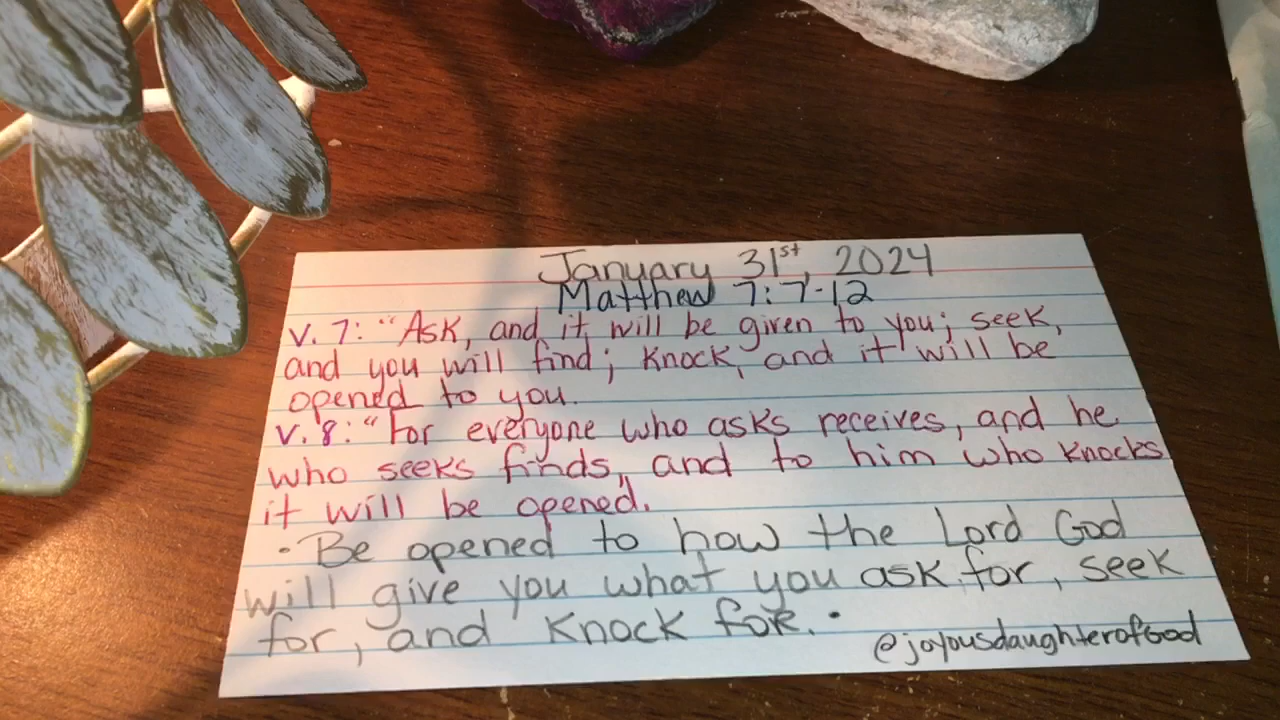 January 31st, 2024
Matthew 7:7-12
v. 7: "Ask, and it will be given to you; seek,
and you will find; knock, and it will be
opened to you.
v. 8: "For everyone who asks receives, and he
who seeks finds, and to him who knocks
it will be opened.
• Be opened to how the Lord God
will give you what you ask for, seek
for, and knock for. •
@joyousdaughterofGod